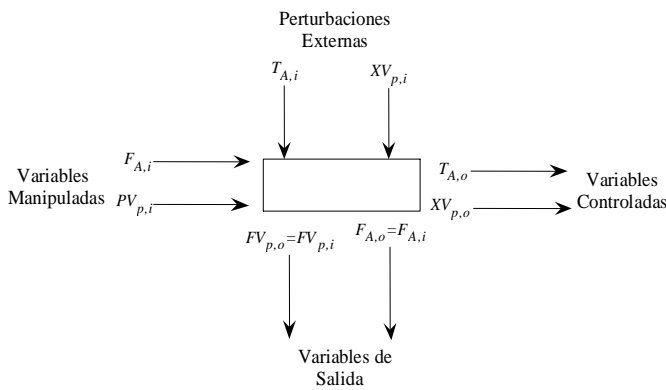 Perturbaciones
Externas
T_{A,i}
XV_{p,i}
Variables
Manipuladas
F_{A,i}
PV_{p,i}
T_{A,o}
XV_{p,o}
Variables
Controladas
FV_{p,o}=FV_{p,i}
F_{A,o}=F_{A,i}
Variables de
Salida